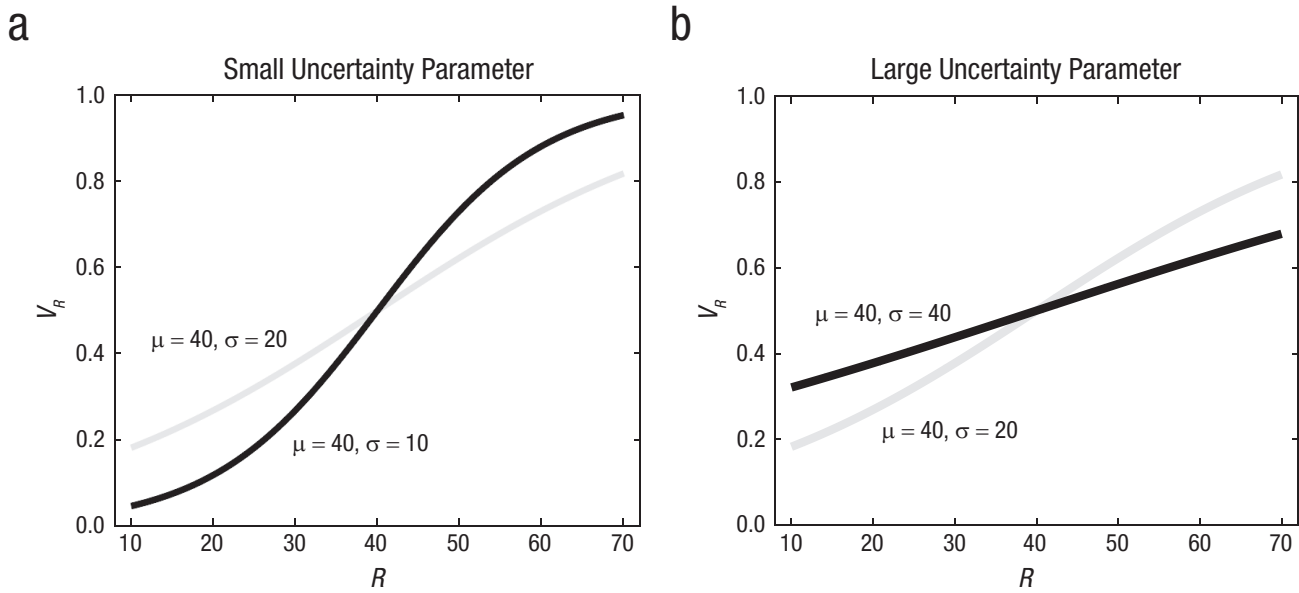 a
Small Uncertainty Parameter
1.0
0.8
0.6
0.4
0.2
0.0
V_R
μ = 40, σ = 20
μ = 40, σ = 10
10 20 30 40 50 60 70
R
b
Large Uncertainty Parameter
1.0
0.8
0.6
0.4
0.2
0.0
V_R
μ = 40, σ = 40
μ = 40, σ = 20
10 20 30 40 50 60 70
R